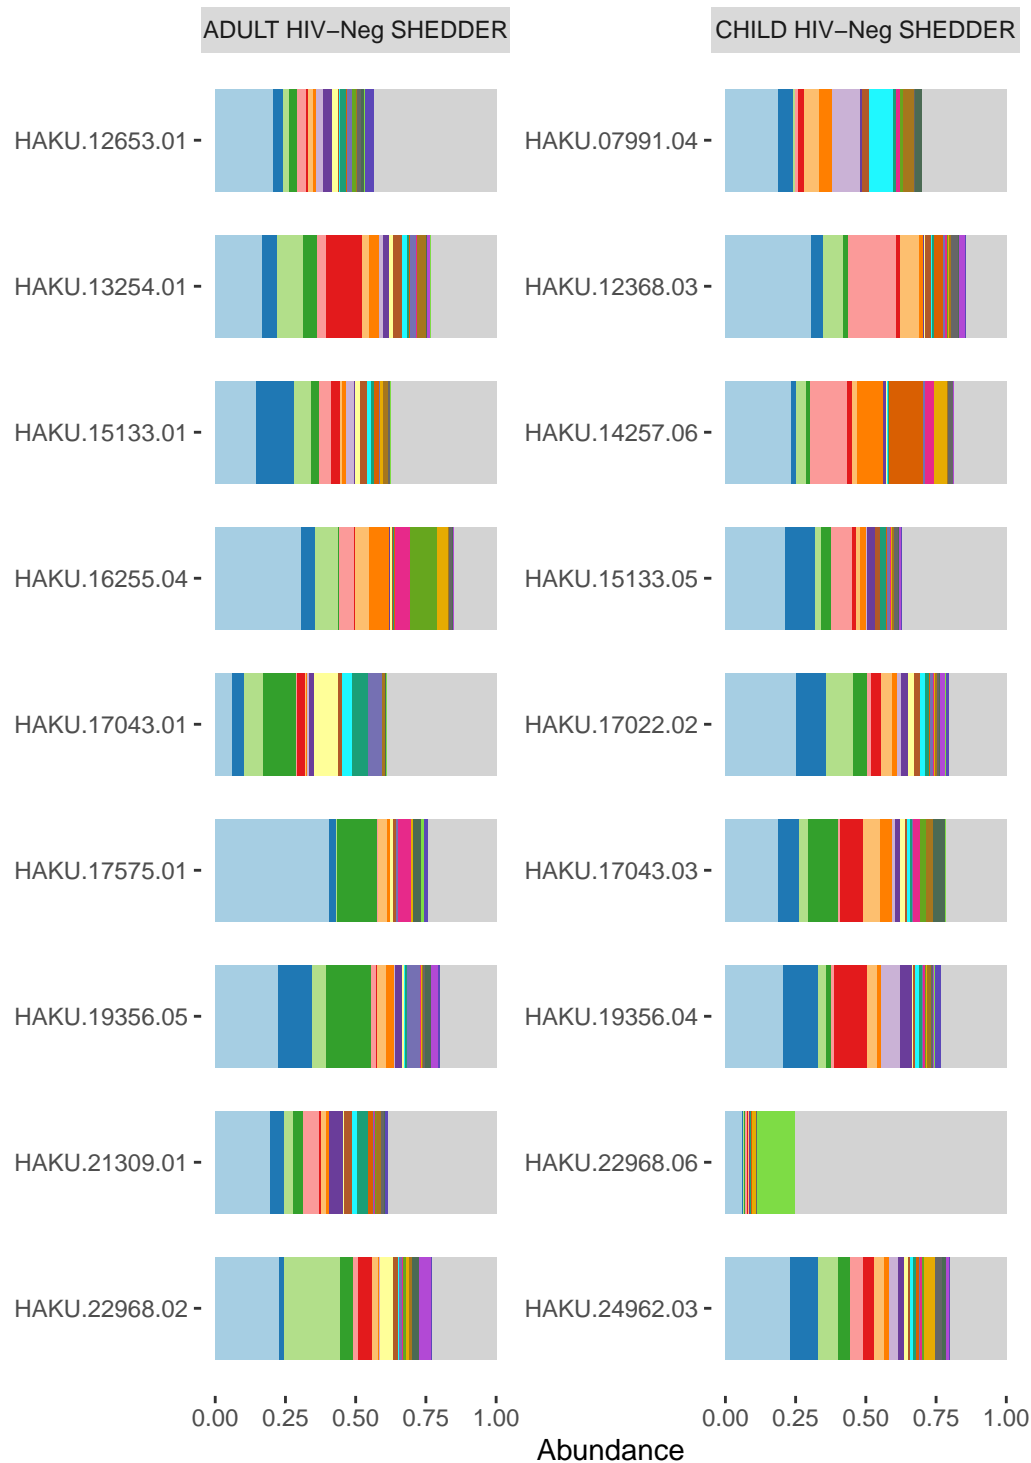 ADULT HIV−Neg SHEDDER
CHILD HIV−Neg SHEDDER
HAKU.12653.01
HAKU.07991.04
HAKU.13254.01
HAKU.12368.03
HAKU.15133.01
HAKU.14257.06
HAKU.16255.04
HAKU.15133.05
HAKU.17043.01
HAKU.17022.02
HAKU.17575.01
HAKU.17043.03
HAKU.19356.05
HAKU.19356.04
HAKU.21309.01
HAKU.22968.06
HAKU.22968.02
HAKU.24962.03
0.00 0.25 0.50 0.75 1.00
0.00 0.25 0.50 0.75 1.00
Abundance